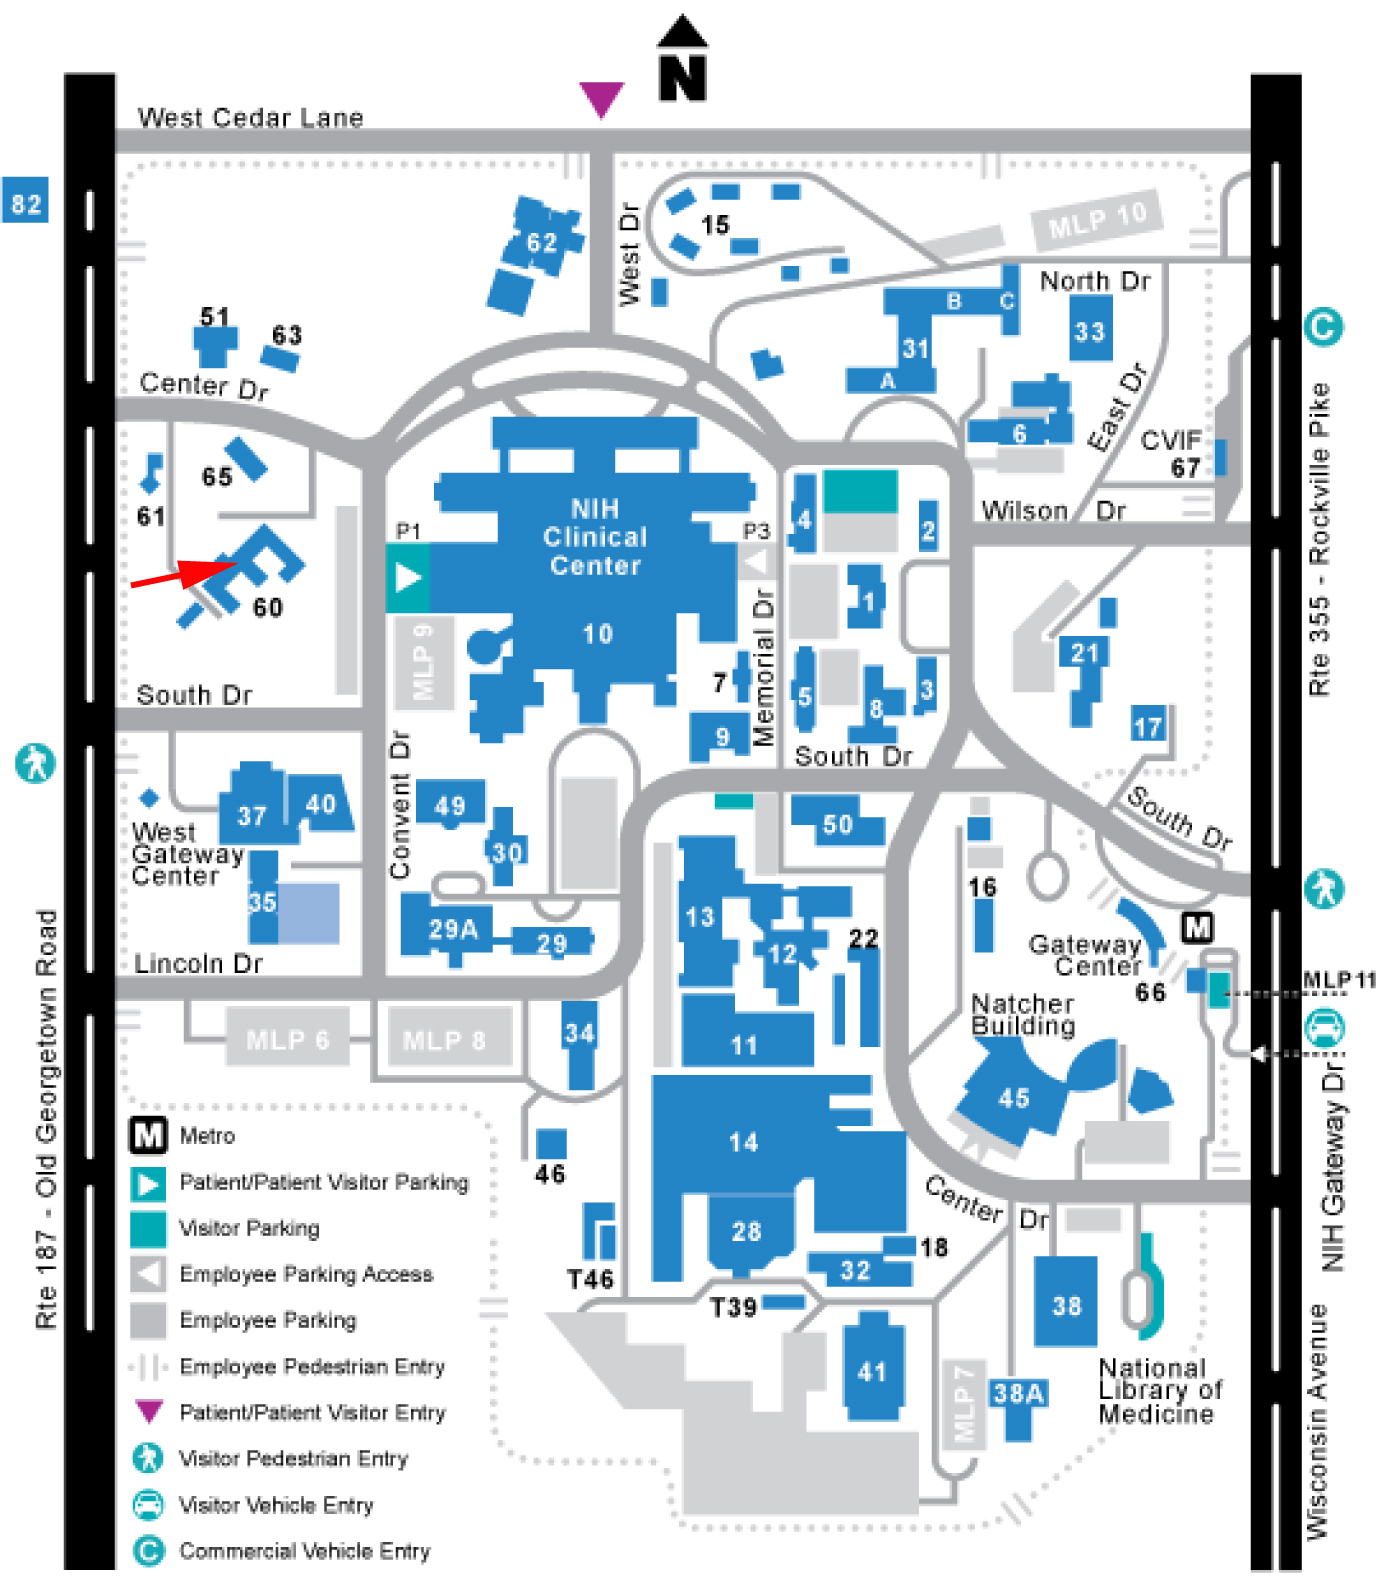 N
West Cedar Lane
82
62
West Dr
15
MLP 10
North Dr
B
C
33
31
A
51
63
Center Dr
6
East Dr
CVIF
67
C
Rte 355 - Rockville Pike
65
61
60
P1
NIH
Clinical
Center
10
P3
4
2
Wilson Dr
1
MLP 9
7
Memorial Dr
5
8
3
21
17
9
South Dr
South Dr
South Dr
37
40
West
Gateway
Center
35
Convent Dr
49
30
50
16
29A
29
13
12
22
Gateway
Center
66
M
MLP 11
Lincoln Dr
MLP 6
MLP 8
34
11
Natcher
Building
45
Rte 187 - Old Georgetown Road
46
14
28
T46
T39
18
32
Center Dr
NIH Gateway Dr
38
41
MLP 7
38A
National
Library of
Medicine
Wisconsin Avenue
M Metro
Patient/Patient Visitor Parking
Visitor Parking
Employee Parking Access
Employee Parking
Employee Pedestrian Entry
Patient/Patient Visitor Entry
Visitor Pedestrian Entry
Visitor Vehicle Entry
C Commercial Vehicle Entry